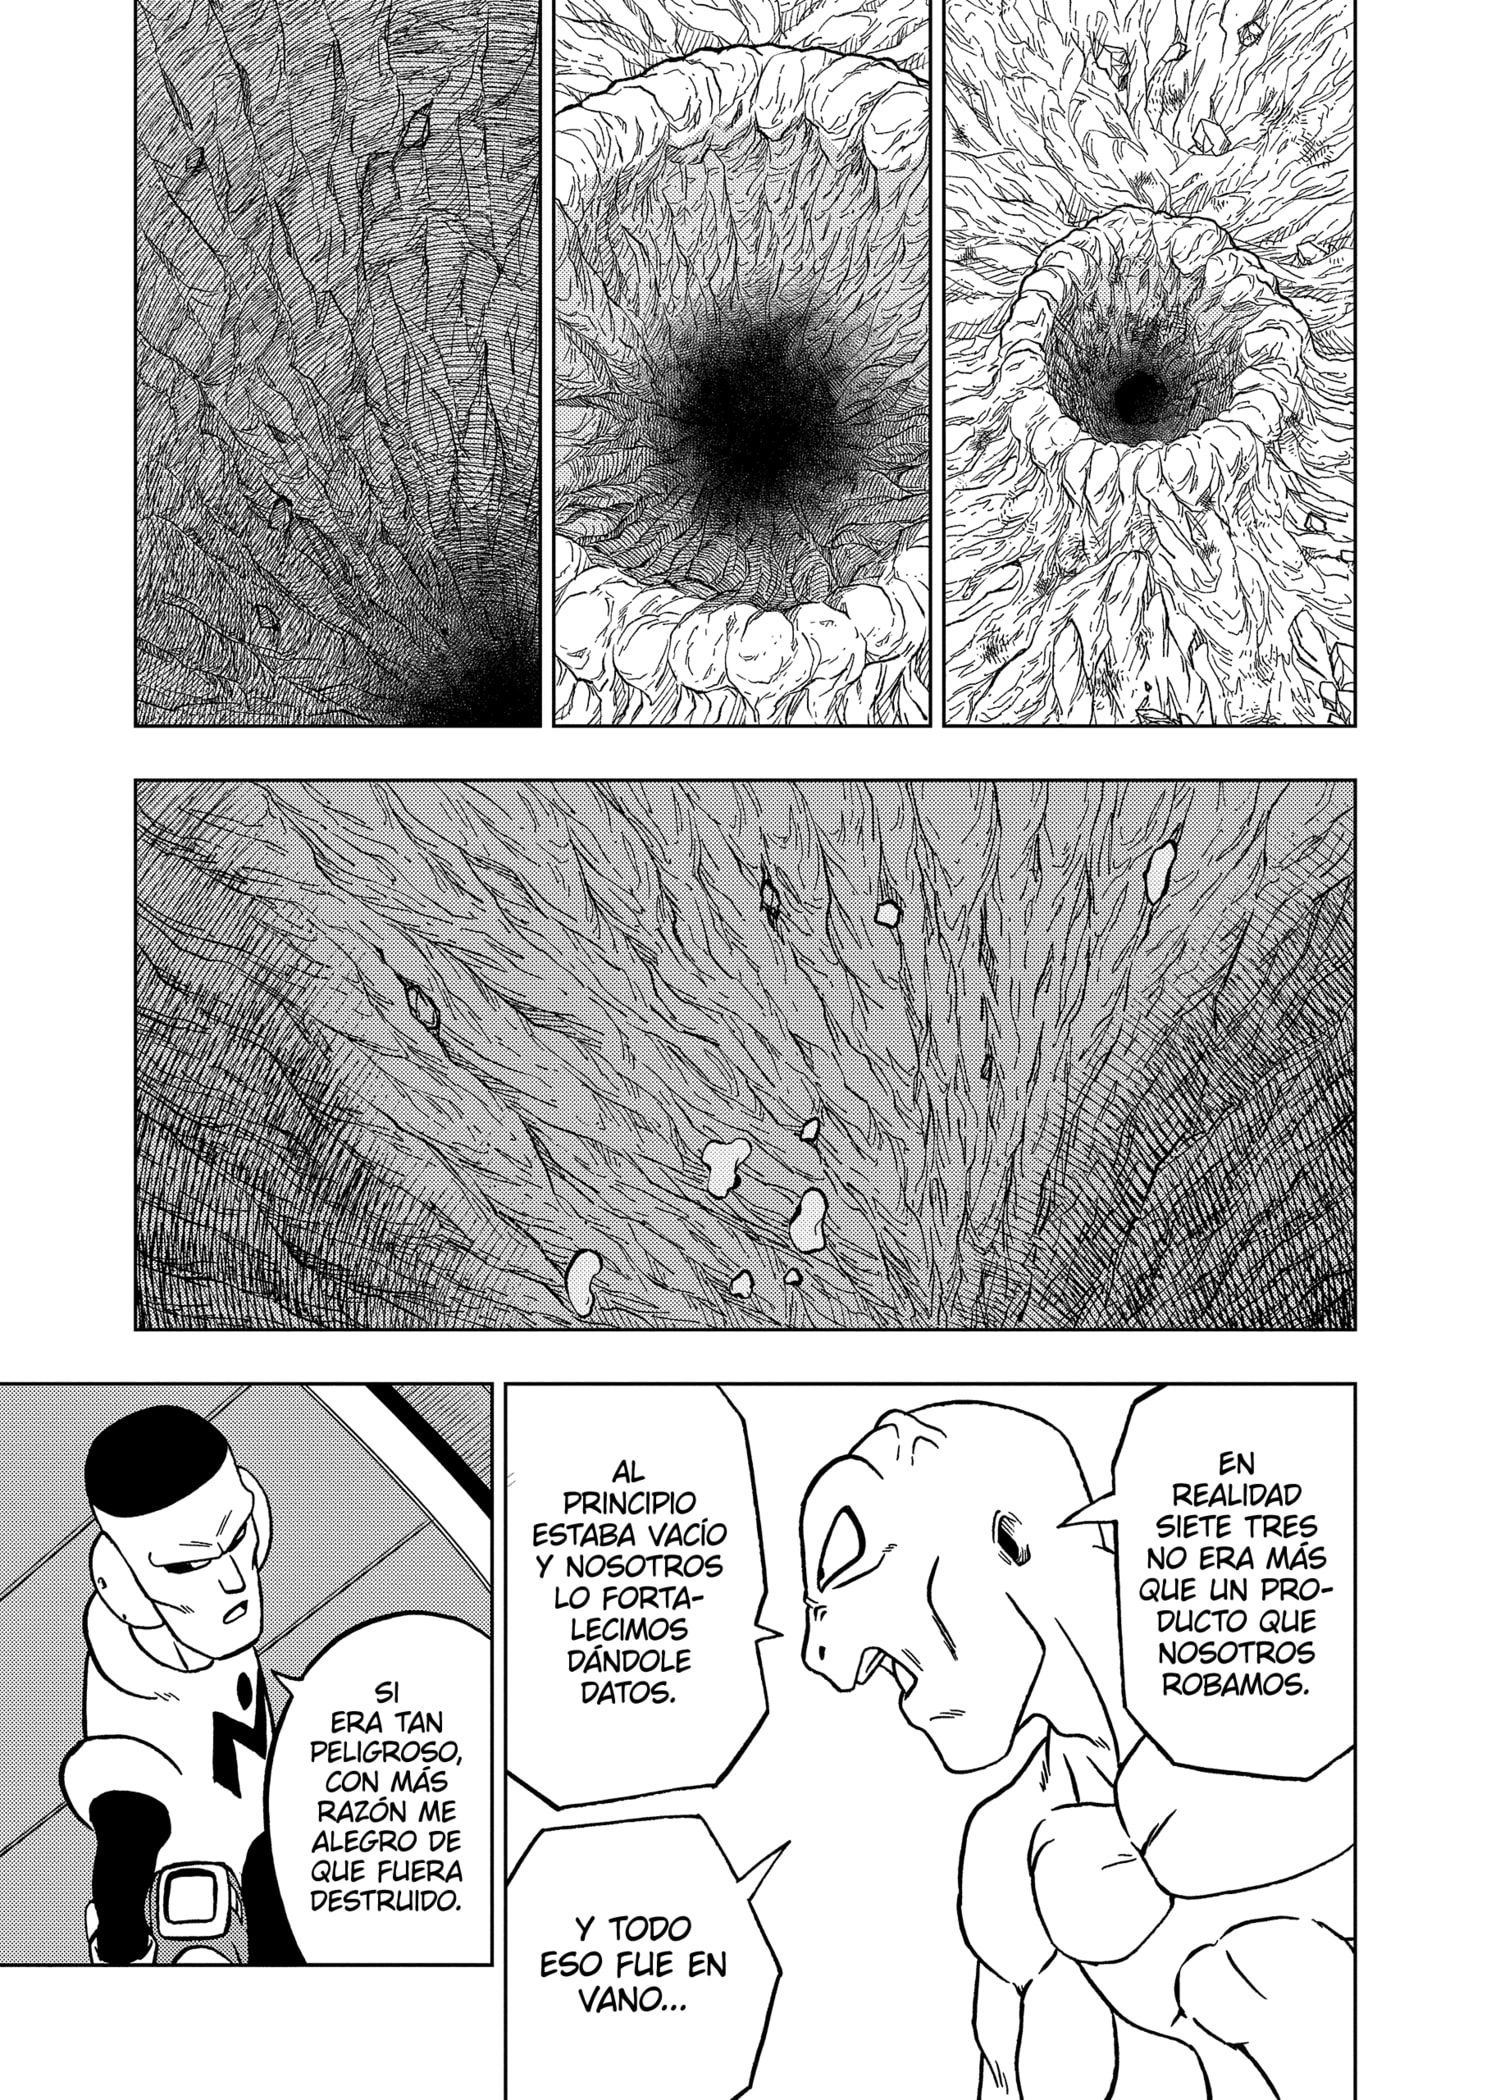 EN
REALIDAD
SIETE TRES
NO ERA MÁS
QUE UN PRO-
DUCTO QUE
NOSOTROS
ROBAMOS.
AL
PRINCIPIO
ESTABA VACÍO
Y NOSOTROS
LO FORTA-
LECIMOS
DÁNDOLE
DATOS.
Y TODO
ESO FUE EN
VANO...
SI
ERA TAN
PELIGROSO,
CON MÁS
RAZÓN ME
ALEGRO DE
QUE FUERA
DESTRUIDO.